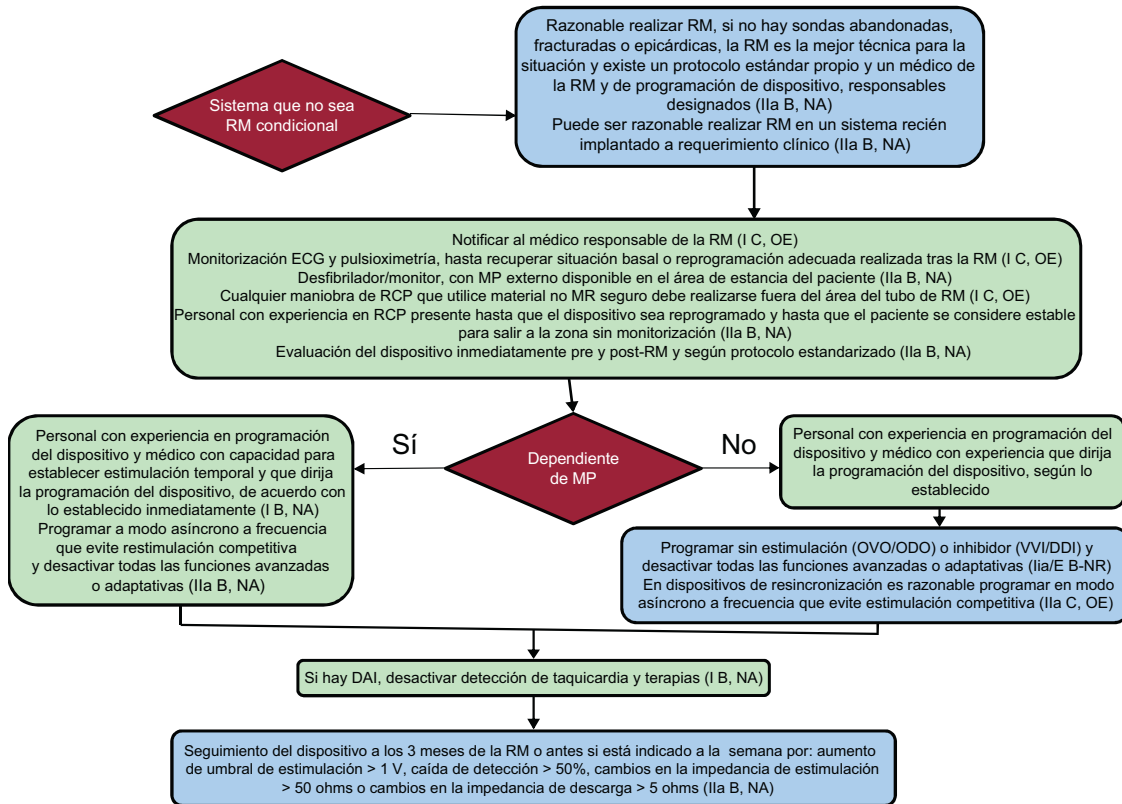 Sistema que no sea
RM condicional
Razonable realizar RM, si no hay sondas abandonadas,
fracturadas o epicárdicas, la RM es la mejor técnica para la
situación y existe un protocolo estándar propio y un médico de
la RM y de programación de dispositivo, responsables
designados (IIa B, NA)
Puede ser razonable realizar RM en un sistema recién
implantado a requerimiento clínico (IIa B, NA)
Notificar al médico responsable de la RM (I C, OE)
Monitorización ECG y pulsioximetría, hasta recuperar situación basal o reprogramación adecuada realizada tras la RM (I C, OE)
Desfibrilador/monitor, con MP externo disponible en el área de estancia del paciente (IIa B, NA)
Cualquier maniobra de RCP que utilice material no MR seguro debe realizarse fuera del área del tubo de RM (I C, OE)
Personal con experiencia en RCP presente hasta que el dispositivo sea reprogramado y hasta que el paciente se considere estable
para salir a la zona sin monitorización (IIa B, NA)
Evaluación del dispositivo inmediatamente pre y post-RM y según protocolo estandarizado (IIa B, NA)
Dependiente
de MP
Sí
No
Personal con experiencia en programación
del dispositivo y médico con capacidad para
establecer estimulación temporal y que dirija
la programación del dispositivo, de acuerdo con
lo establecido inmediatamente (I B, NA)
Programar a modo asíncrono a frecuencia
que evite restimulación competitiva
y desactivar todas las funciones avanzadas
o adaptativas (IIa B, NA)
Personal con experiencia en programación del
dispositivo y médico con experiencia que dirija
la programación del dispositivo, según lo
establecido
Programar sin estimulación (OVO/ODO) o inhibidor (VVI/DDI) y
desactivar todas las funciones avanzadas o adaptativas (Iia/E B-NR)
En dispositivos de resincronización es razonable programar en modo
asíncrono a frecuencia que evite estimulación competitiva (IIa C, OE)
Si hay DAI, desactivar detección de taquicardia y terapias (I B, NA)
Seguimiento del dispositivo a los 3 meses de la RM o antes si está indicado a la semana por: aumento
de umbral de estimulación > 1 V, caída de detección > 50%, cambios en la impedancia de estimulación
> 50 ohms o cambios en la impedancia de descarga > 5 ohms (IIa B, NA)